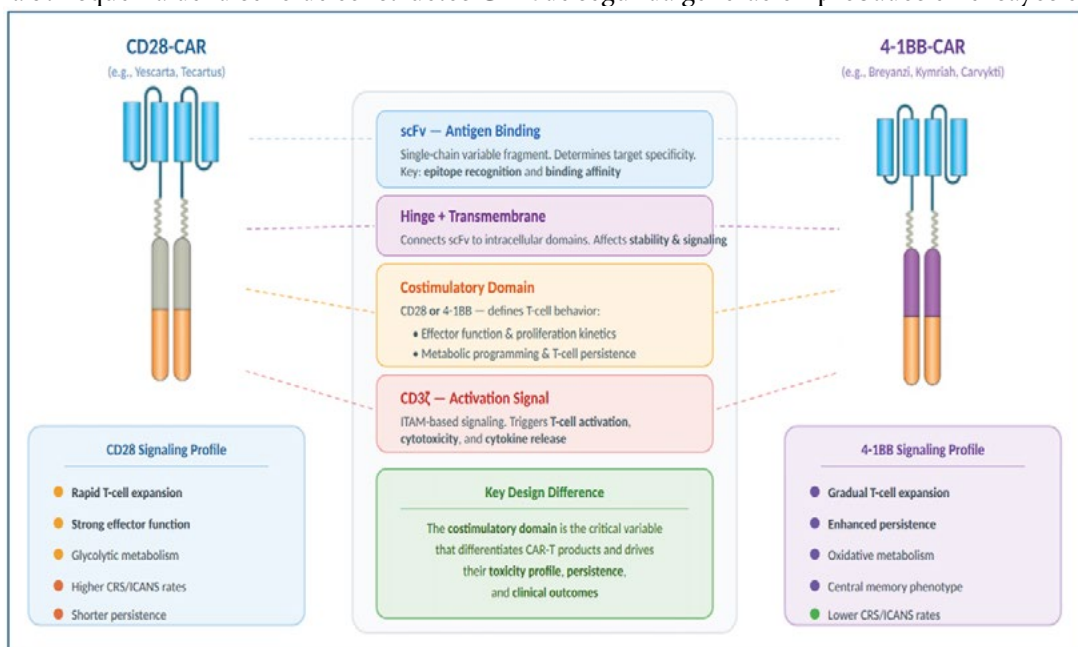 CD28-CAR
(e.g., Yescarta, Tecartus)
4-1BB-CAR
(e.g., Breyanzi, Kymriah, Carvykti)
scFv — Antigen Binding
Single-chain variable fragment. Determines target specificity.
Key: epitope recognition and binding affinity
Hinge + Transmembrane
Connects scFv to intracellular domains. Affects stability & signaling
Costimulatory Domain
CD28 or 4-1BB — defines T-cell behavior:
• Effector function & proliferation kinetics
• Metabolic programming & T-cell persistence
CD3ζ — Activation Signal
ITAM-based signaling. Triggers T-cell activation,
cytotoxicity, and cytokine release
CD28 Signaling Profile
Rapid T-cell expansion
Strong effector function
Glycolytic metabolism
Higher CRS/ICANS rates
Shorter persistence
Key Design Difference
The costimulatory domain is the critical variable
that differentiates CAR-T products and drives
their toxicity profile, persistence,
and clinical outcomes
4-1BB Signaling Profile
Gradual T-cell expansion
Enhanced persistence
Oxidative metabolism
Central memory phenotype
Lower CRS/ICANS rates